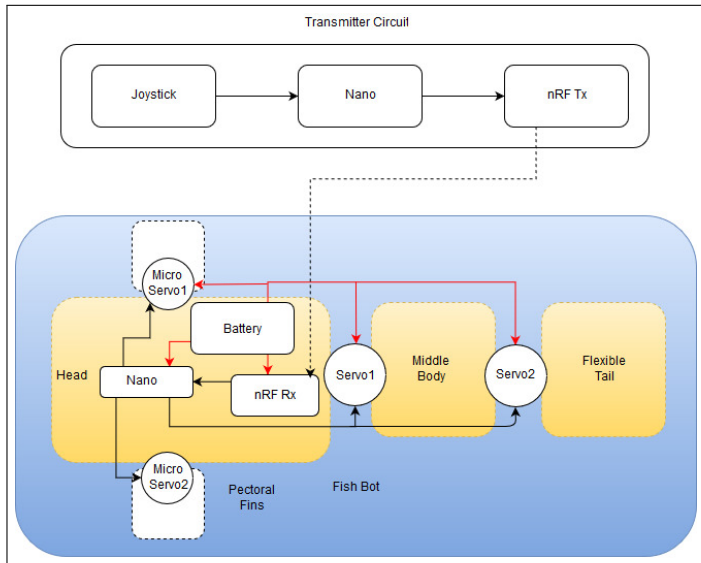 Transmitter Circuit
Joystick
Nano
nRF Tx
Micro
Servo1
Battery
Head
Nano
nRF Rx
Servo1
Middle
Body
Servo2
Flexible
Tail
Micro
Servo2
Pectoral
Fins
Fish Bot